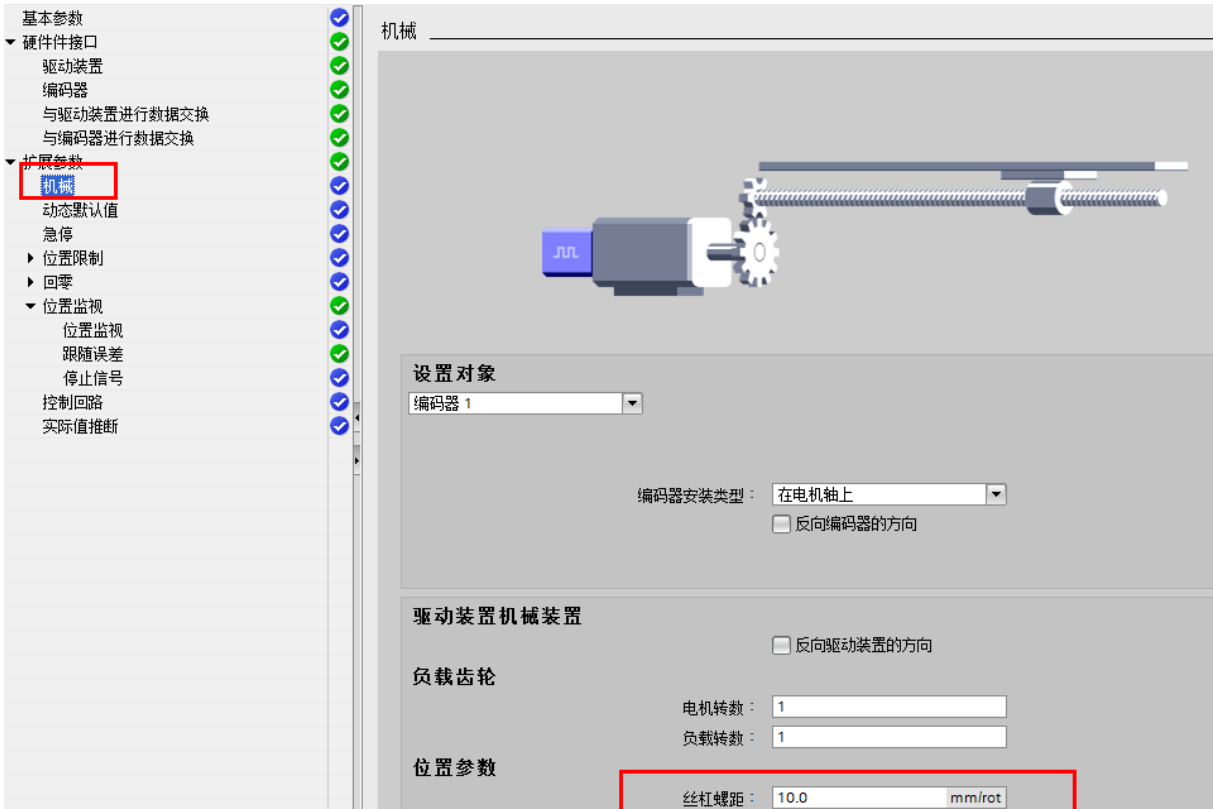 基本参数
硬件件接口
驱动装置
编码器
与驱动装置进行数据交换
与编码器进行数据交换
扩展参数
机械
动态默认值
急停
位置限制
回零
位置监视
位置监视
跟随误差
停止信号
控制回路
实际值推断
机械
设置对象
编码器 1
编码器安装类型: 在电机轴上
反向编码器的方向
驱动装置机械装置
反向驱动装置的方向
负载齿轮
电机转数: 1
负载转数: 1
位置参数
丝杠螺距: 10.0 mm/rot